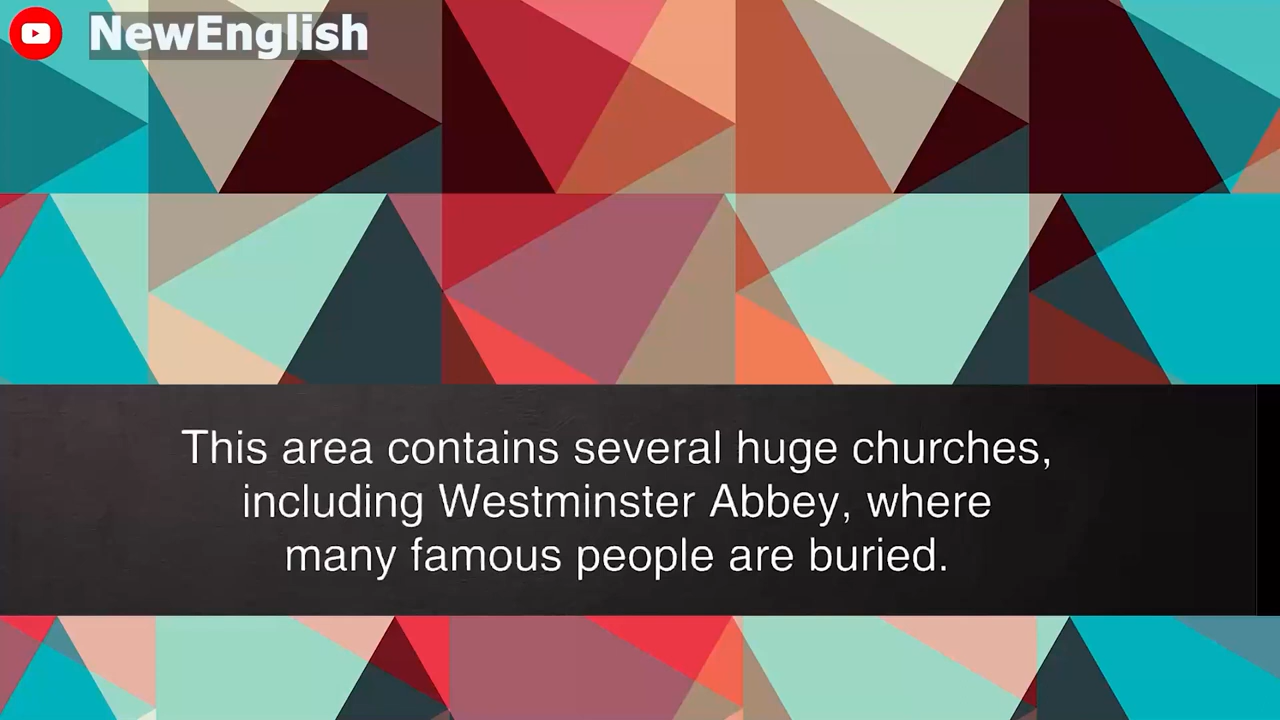 NewEnglish
This area contains several huge churches,
including Westminster Abbey, where
many famous people are buried.